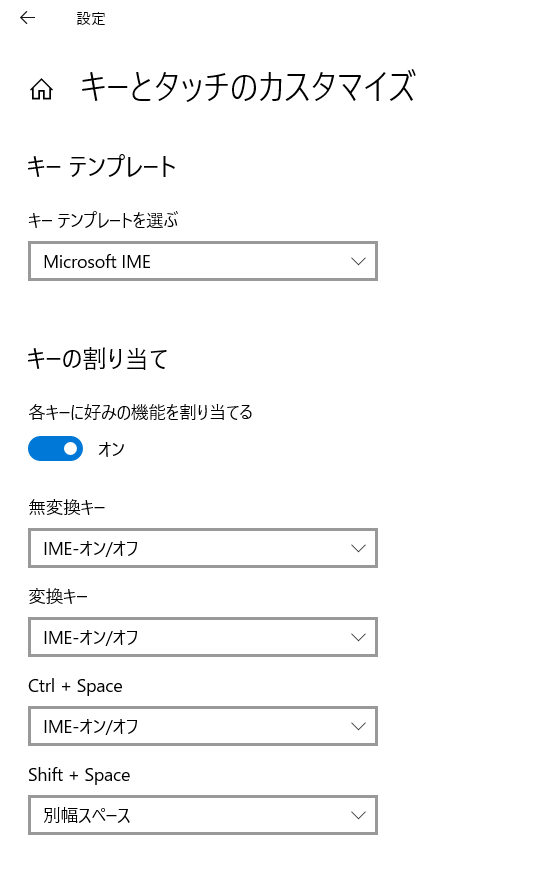 設定
キーとタッチのカスタマイズ
キー テンプレート
キー テンプレートを選ぶ
Microsoft IME
キーの割り当て
各キーに好みの機能を割り当てる
オン
無変換キー
IME-オン/オフ
変換キー
IME-オン/オフ
Ctrl + Space
IME-オン/オフ
Shift + Space
別幅スペース